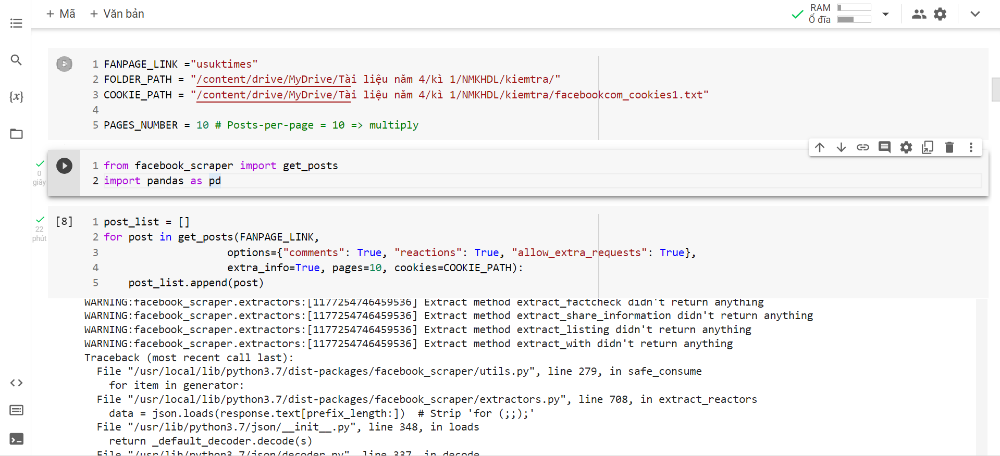 + Mã + Văn bản
RAM
Ổ đĩa
{x}
1 FANPAGE_LINK ="usuktimes"
2 FOLDER_PATH = "/content/drive/MyDrive/Tài liệu năm 4/kì 1/NMKHDL/kiemtra/"
3 COOKIE_PATH = "/content/drive/MyDrive/Tài liệu năm 4/kì 1/NMKHDL/kiemtra/facebookcom_cookies1.txt"
4
5 PAGES_NUMBER = 10 # Posts-per-page = 10 => multiply
0
giây
1 from facebook_scraper import get_posts
2 import pandas as pd
22
phút
[8]
1 post_list = []
2 for post in get_posts(FANPAGE_LINK,
3 options={"comments": True, "reactions": True, "allow_extra_requests": True},
4 extra_info=True, pages=10, cookies=COOKIE_PATH):
5 post_list.append(post)
WARNING:facebook_scraper.extractors:[1177254746459536] Extract method extract_factcheck didn't return anything
WARNING:facebook_scraper.extractors:[1177254746459536] Extract method extract_share_information didn't return anything
WARNING:facebook_scraper.extractors:[1177254746459536] Extract method extract_listing didn't return anything
WARNING:facebook_scraper.extractors:[1177254746459536] Extract method extract_with didn't return anything
Traceback (most recent call last):
File "/usr/local/lib/python3.7/dist-packages/facebook_scraper/utils.py", line 279, in safe_consume
for item in generator:
File "/usr/local/lib/python3.7/dist-packages/facebook_scraper/extractors.py", line 708, in extract_reactors
data = json.loads(response.text[prefix_length:]) # Strip 'for (;;);'
File "/usr/lib/python3.7/json/__init__.py", line 348, in loads
return _default_decoder.decode(s)
File "/usr/lib/python3.7/json/decoder.py", line 337, in decode